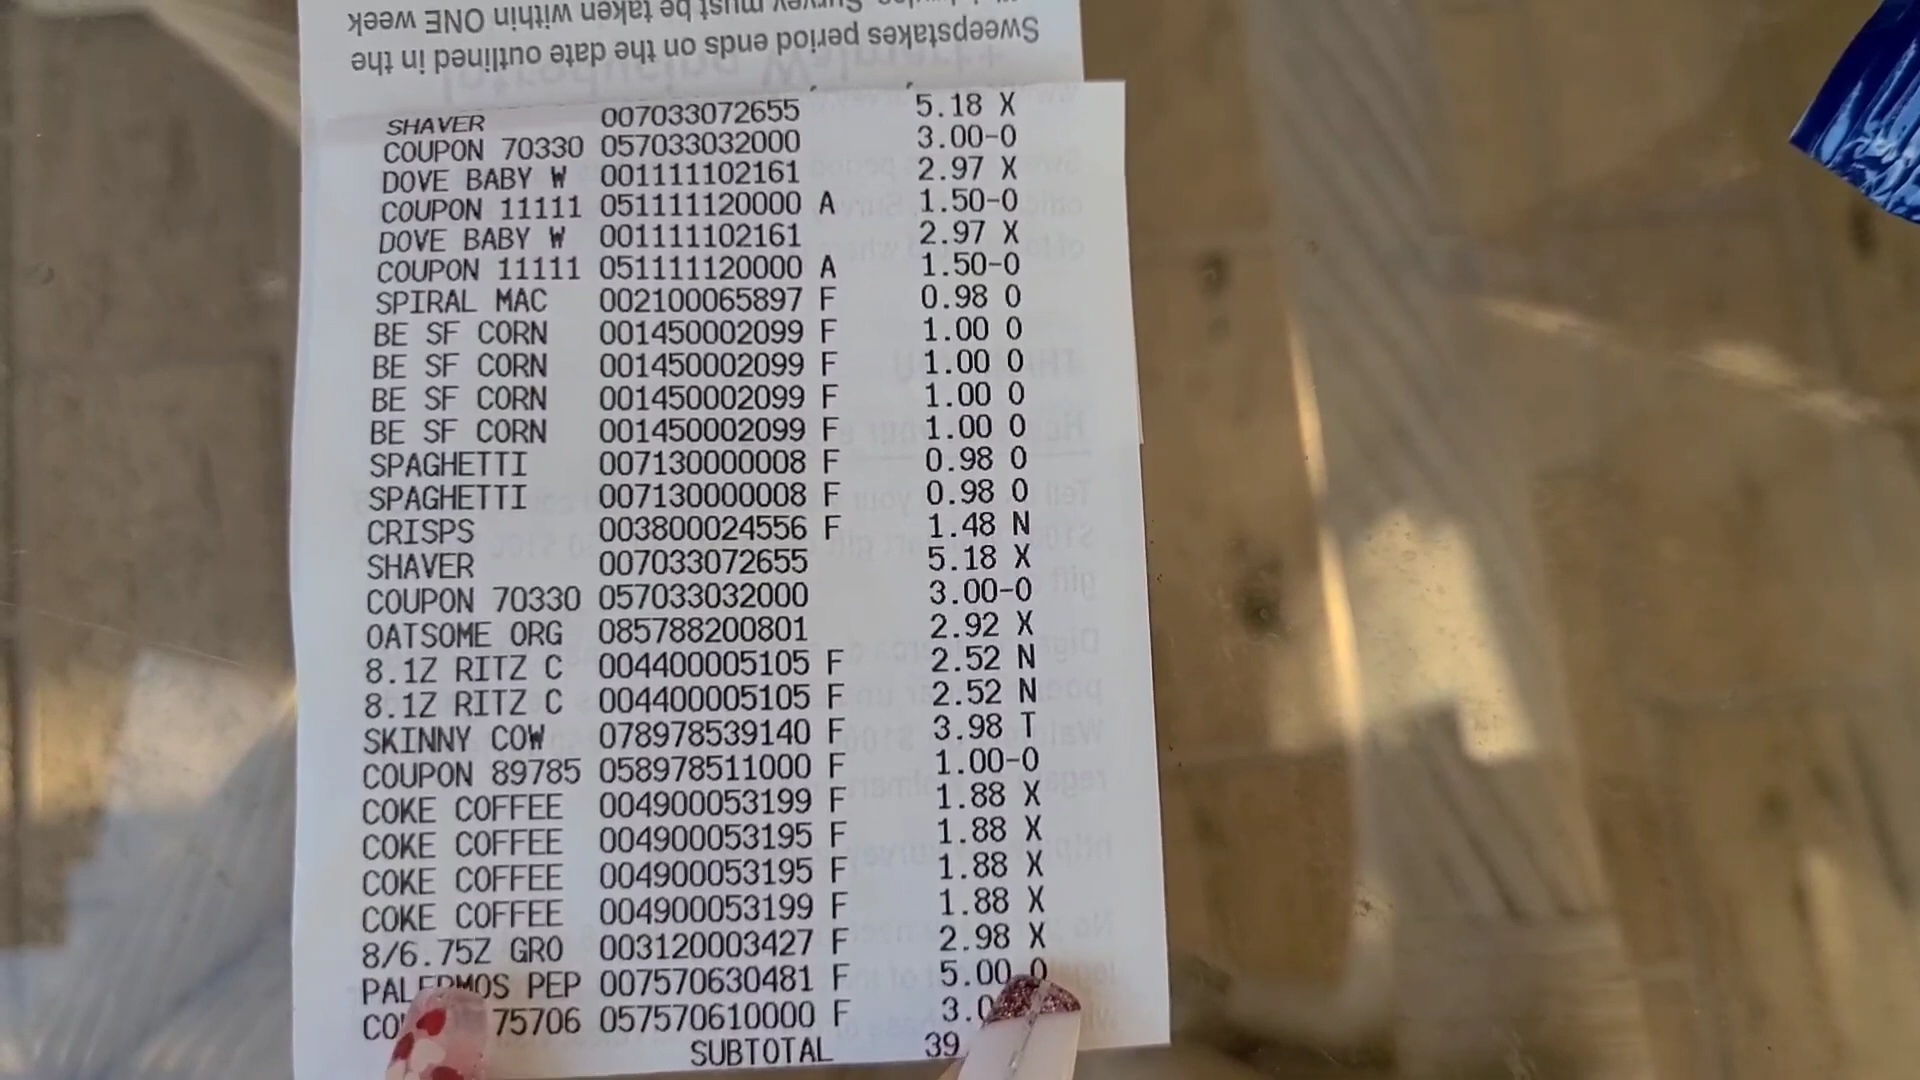 week ONE within taken be must Survey
Sweepstakes period ends on the date outlined in the
SHAVER 007033072655 5.18 X
COUPON 70330 057033032000 3.00-0
DOVE BABY W 001111102161 2.97 X
COUPON 11111 051111120000 A 1.50-0
DOVE BABY W 001111102161 2.97 X
COUPON 11111 051111120000 A 1.50-0
SPIRAL MAC 002100065897 F 0.98 0
BE SF CORN 001450002099 F 1.00 0
BE SF CORN 001450002099 F 1.00 0
BE SF CORN 001450002099 F 1.00 0
BE SF CORN 001450002099 F 1.00 0
SPAGHETTI 007130000008 F 0.98 0
SPAGHETTI 007130000008 F 0.98 0
CRISPS 003800024556 F 1.48 N
SHAVER 007033072655 5.18 X
COUPON 70330 057033032000 3.00-0
OATSOME ORG 085788200801 2.92 X
8.1Z RITZ C 004400005105 F 2.52 N
8.1Z RITZ C 004400005105 F 2.52 N
SKINNY COW 078978539140 F 3.98 T
COUPON 89785 058978511000 F 1.00-0
COKE COFFEE 004900053199 F 1.88 X
COKE COFFEE 004900053195 F 1.88 X
COKE COFFEE 004900053195 F 1.88 X
COKE COFFEE 004900053199 F 1.88 X
8/6.75Z GRO 003120003427 F 2.98 X
PALERMOS PEP 007570630481 F 5.00 0
75706 057570610000 F
SUBTOTAL 39